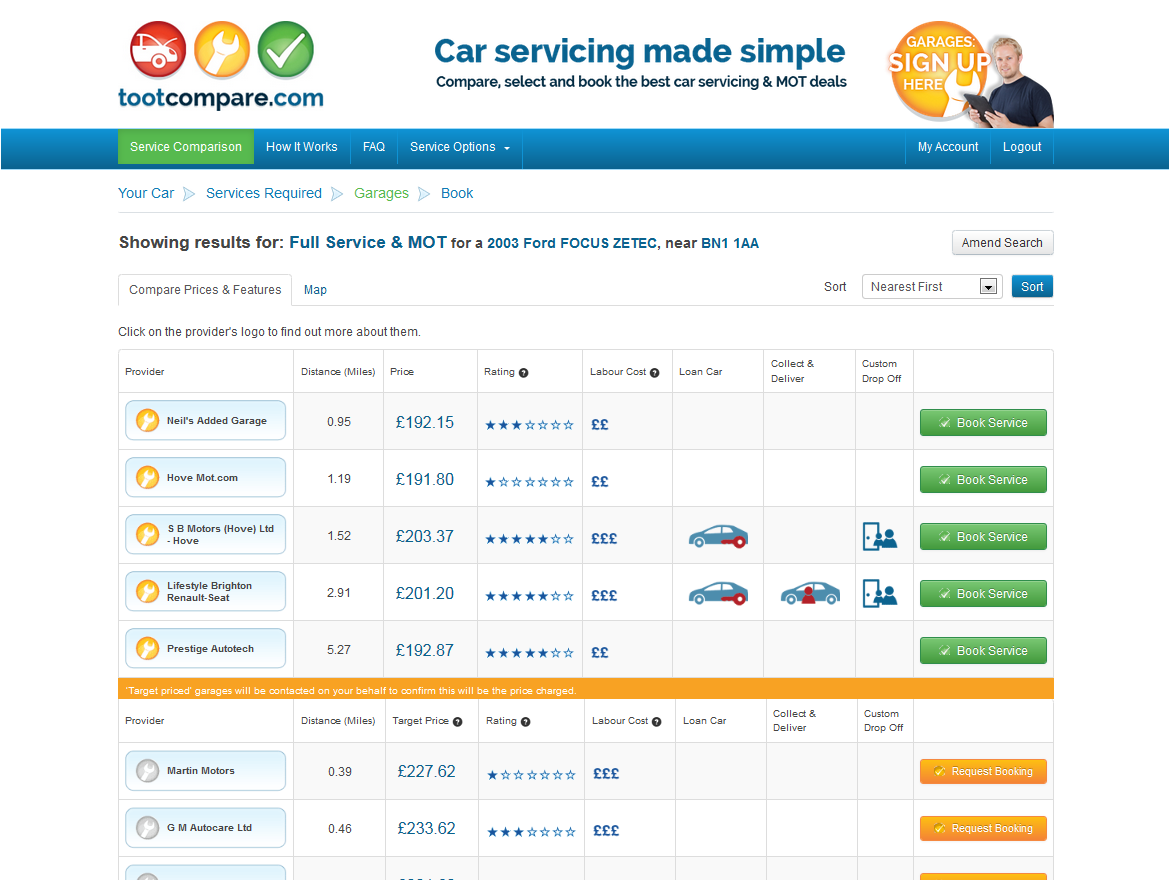 tootcompare.com
Car servicing made simple
Compare, select and book the best car servicing & MOT deals
GARAGES:
SIGN UP
HERE
Service Comparison How It Works FAQ Service Options My Account Logout
Your Car Services Required Garages Book
Showing results for: Full Service & MOT for a 2003 Ford FOCUS ZETEC, near BN1 1AA Amend Search
Compare Prices & Features Map Sort Nearest First Sort
Click on the provider's logo to find out more about them.
Provider Distance (Miles) Price Rating ? Labour Cost ? Loan Car Collect & Deliver Custom Drop Off
Neil's Added Garage 0.95 £192.15 ★★★☆☆☆☆ ££ Book Service
Hove Mot.com 1.19 £191.80 ★☆☆☆☆☆☆ ££ Book Service
S B Motors (Hove) Ltd - Hove 1.52 £203.37 ★★★★★☆☆ £££ Book Service
Lifestyle Brighton Renault-Seat 2.91 £201.20 ★★★★★☆☆ £££ Book Service
Prestige Autotech 5.27 £192.87 ★★★★★☆☆ ££ Book Service
'Target priced' garages will be contacted on your behalf to confirm this will be the price charged.
Provider Distance (Miles) Target Price ? Rating ? Labour Cost ? Loan Car Collect & Deliver Custom Drop Off
Martin Motors 0.39 £227.62 ★☆☆☆☆☆☆ £££ Request Booking
G M Autocare Ltd 0.46 £233.62 ★★★☆☆☆☆ £££ Request Booking